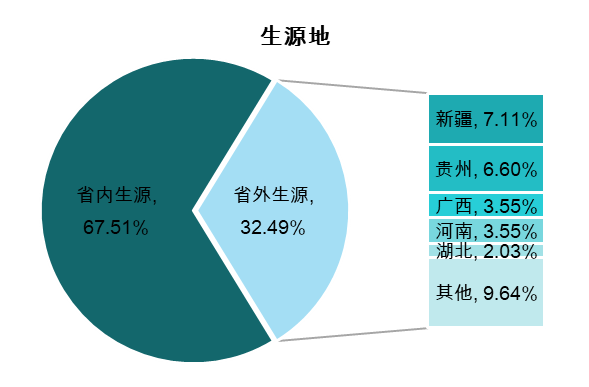 生源地
省内生源,
67.51%
省外生源,
32.49%
新疆, 7.11%
贵州, 6.60%
广西, 3.55%
河南, 3.55%
湖北, 2.03%
其他, 9.64%